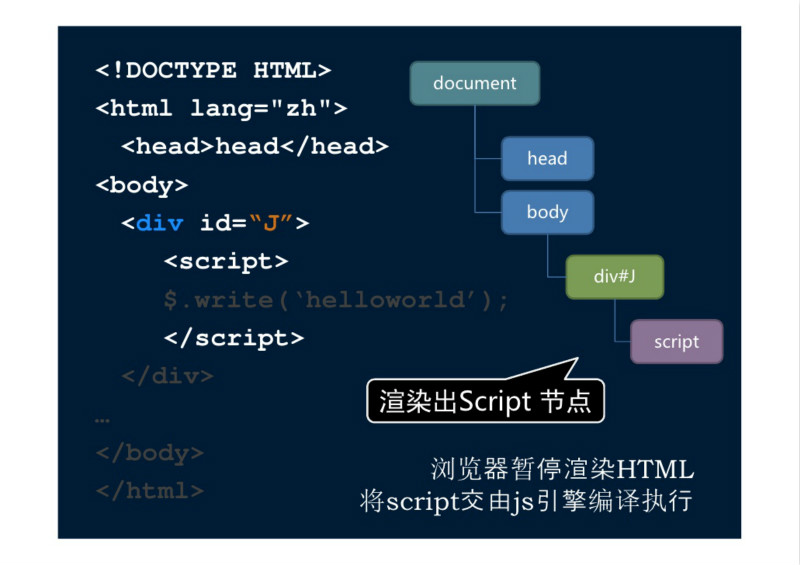 <!DOCTYPE HTML>
<html lang="zh">
<head>head</head>
<body>
<div id=“J”>
<script>
$.write(‘helloworld’);
</script>
</div>
…
</body>
</html>
document
head
body
div#J
script
渲染出Script 节点
浏览器暂停渲染HTML
将script交由js引擎编译执行